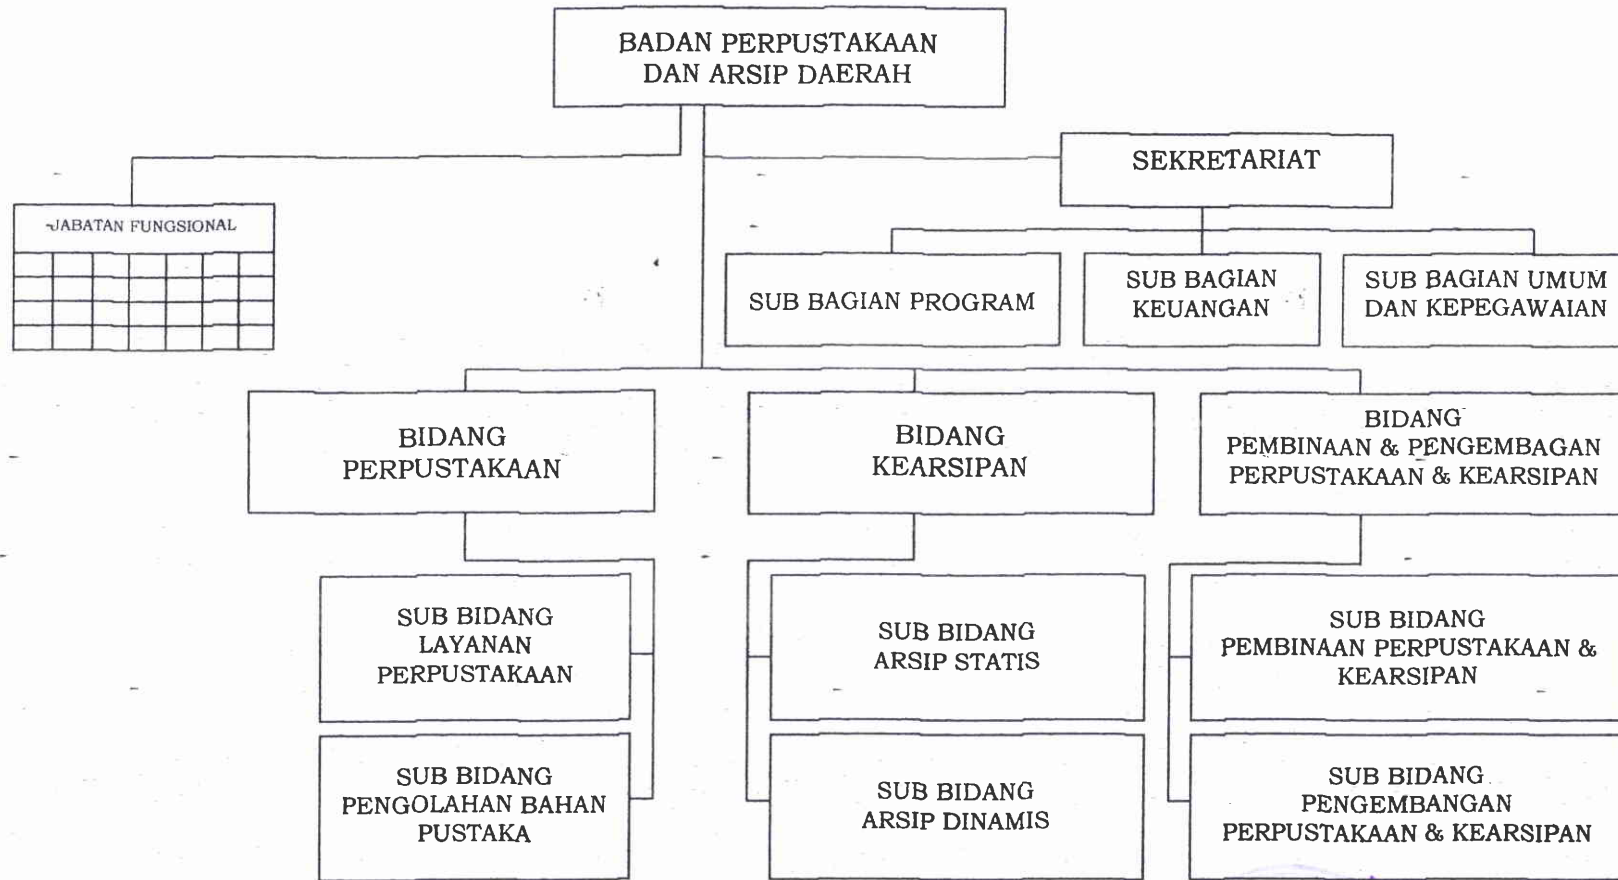 BADAN PERPUSTAKAAN
DAN ARSIP DAERAH
SEKRETARIAT
JABATAN FUNGSIONAL
SUB BAGIAN PROGRAM
SUB BAGIAN
KEUANGAN
SUB BAGIAN UMUM
DAN KEPEGAWAIAN
BIDANG
PERPUSTAKAAN
BIDANG
KEARSIPAN
BIDANG
PEMBINAAN & PENGEMBAGAN
PERPUSTAKAAN & KEARSIPAN
SUB BIDANG
LAYANAN
PERPUSTAKAAN
SUB BIDANG
ARSIP STATIS
SUB BIDANG
PEMBINAAN PERPUSTAKAAN &
KEARSIPAN
SUB BIDANG
PENGOLAHAN BAHAN
PUSTAKA
SUB BIDANG
ARSIP DINAMIS
SUB BIDANG
PENGEMBANGAN
PERPUSTAKAAN & KEARSIPAN